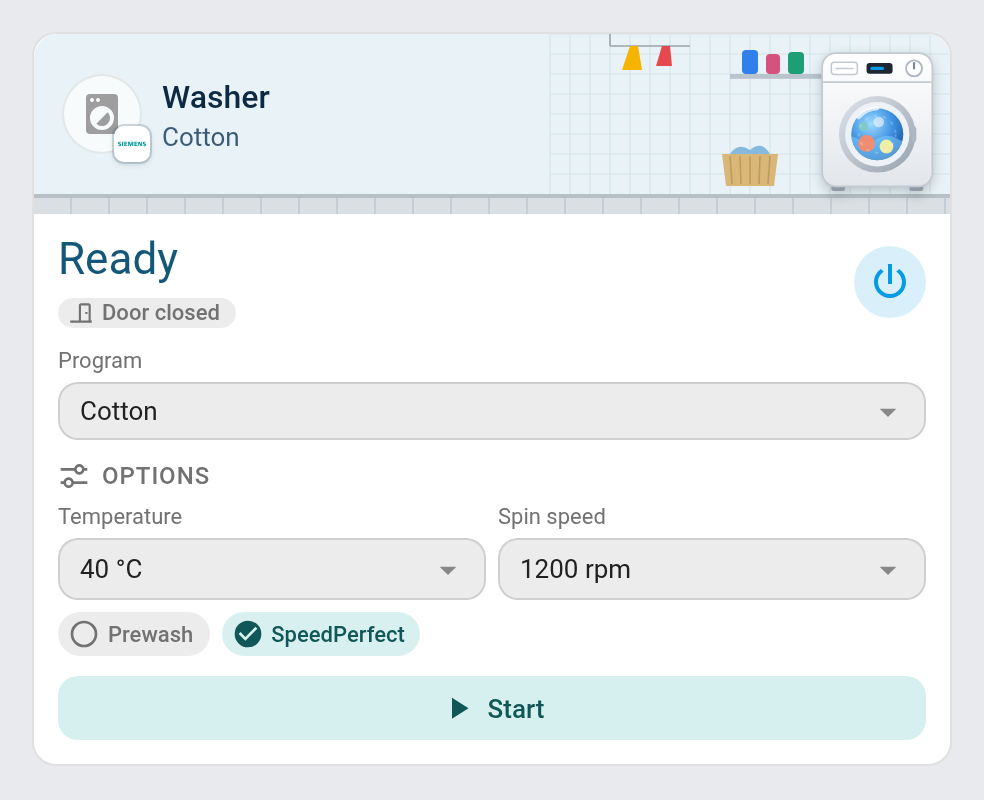 Washer
SIEMENS
Cotton
Ready
Door closed
Program
Cotton
OPTIONS
Temperature
Spin speed
40 °C
1200 rpm
Prewash
SpeedPerfect
Start